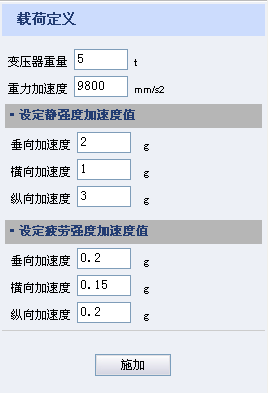 载荷定义
变压器重量 5 t
重力加速度 9800 mm/s2
设定静强度加速度值
垂向加速度 2 g
横向加速度 1 g
纵向加速度 3 g
设定疲劳强度加速度值
垂向加速度 0.2 g
横向加速度 0.15 g
纵向加速度 0.2 g
施加